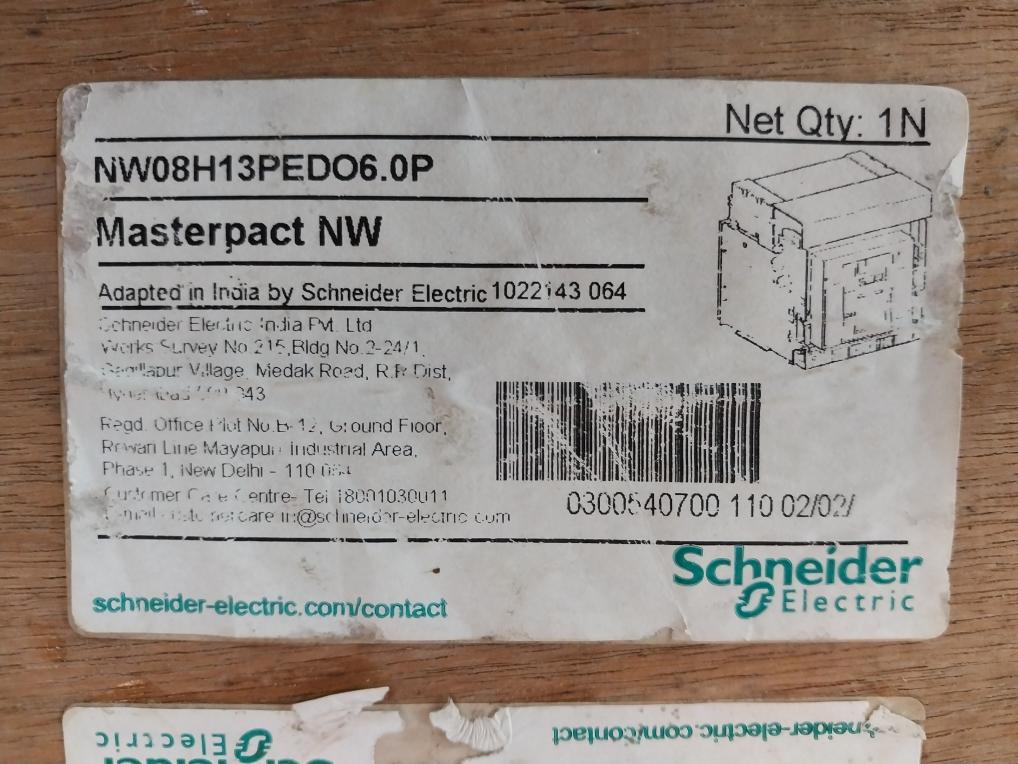 Net Qty: 1N
NW08H13PEDO6.0P
Masterpact NW
Adapted in India by Schneider Electric 1022143 064
Schneider Electric India Pvt. Ltd
Works Survey No.215,Bldg No.2-24/1,
Village, Medak Road, R.R Dist,
Regd. Office Plot No.B-12, Ground Floor,
Rewari Line Mayapuri Industrial Area,
Phase 1, New Delhi - 110 064
Customer Care Centre- Tel 18001030011
0300540700 110 02/02/
schneider-electric.com/contact
Schneider
Electric
Electric
schneider-electric.com/contact
Schneider